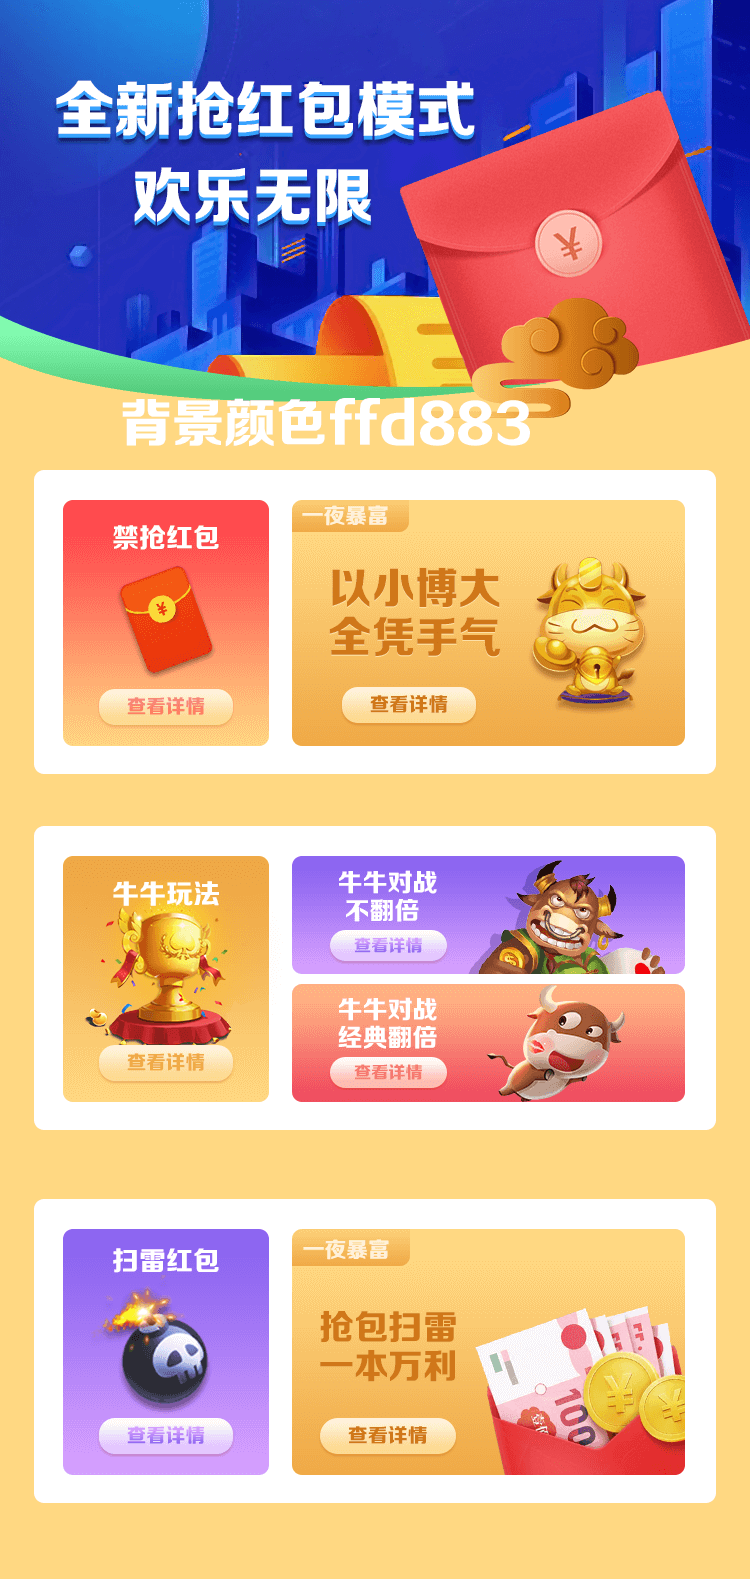 全新抢红包模式
欢乐无限
¥
背景颜色ffd883
禁抢红包
¥
查看详情
一夜暴富
以小博大
全凭手气
查看详情
牛牛玩法
查看详情
牛牛对战
不翻倍
查看详情
牛牛对战
经典翻倍
查看详情
扫雷红包
查看详情
一夜暴富
抢包扫雷
一本万利
查看详情
100
¥
¥